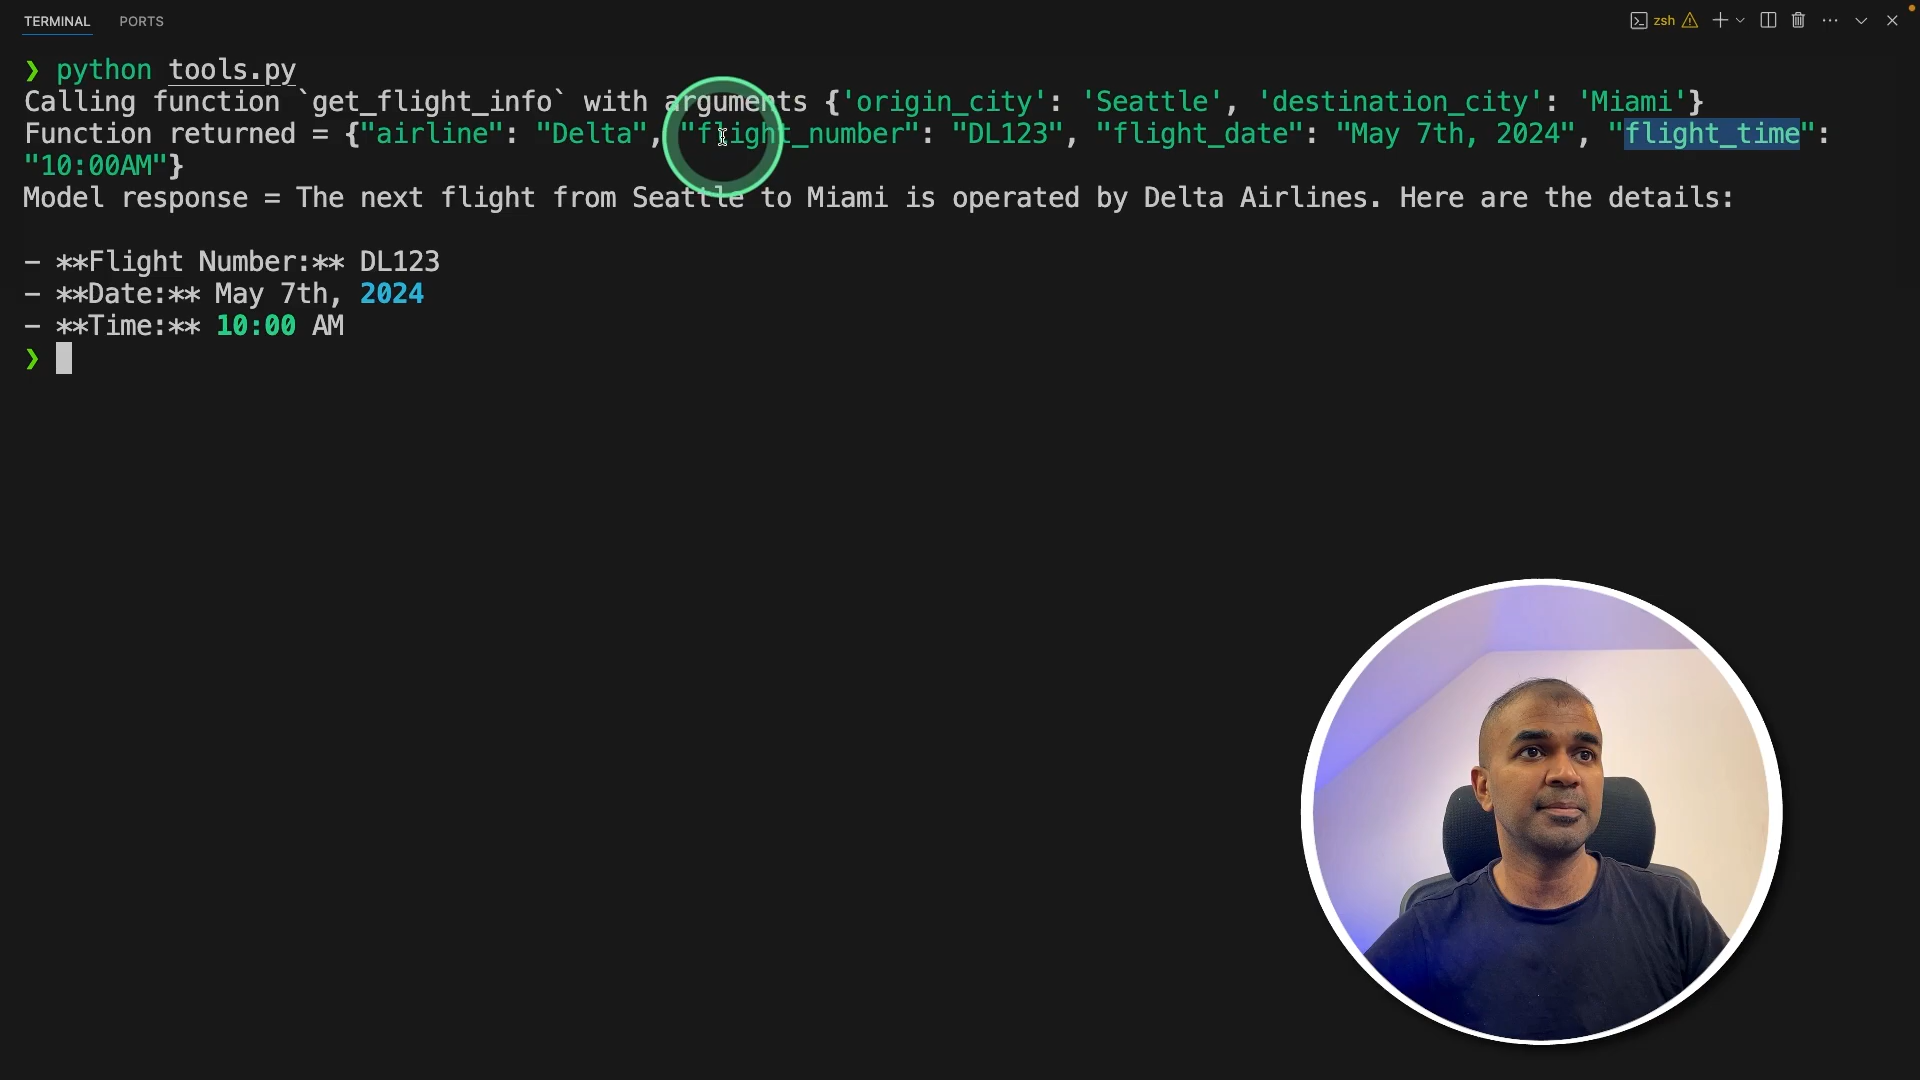 TERMINAL PORTS zsh
❯ python tools.py
Calling function `get_flight_info` with arguments {'origin_city': 'Seattle', 'destination_city': 'Miami'}
Function returned = {"airline": "Delta", "flight_number": "DL123", "flight_date": "May 7th, 2024", "flight_time":
"10:00AM"}
Model response = The next flight from Seattle to Miami is operated by Delta Airlines. Here are the details:
- **Flight Number:** DL123
- **Date:** May 7th, 2024
- **Time:** 10:00 AM
❯